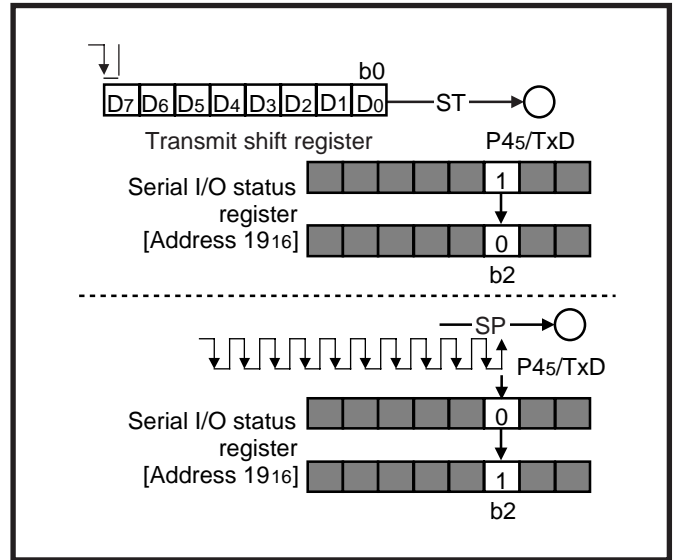 b0
D7 D6 D5 D4 D3 D2 D1 D0 ST
Transmit shift register P45/TxD
Serial I/O status register [Address 1916]
1
0
b2
SP
P45/TxD
Serial I/O status register [Address 1916]
0
1
b2